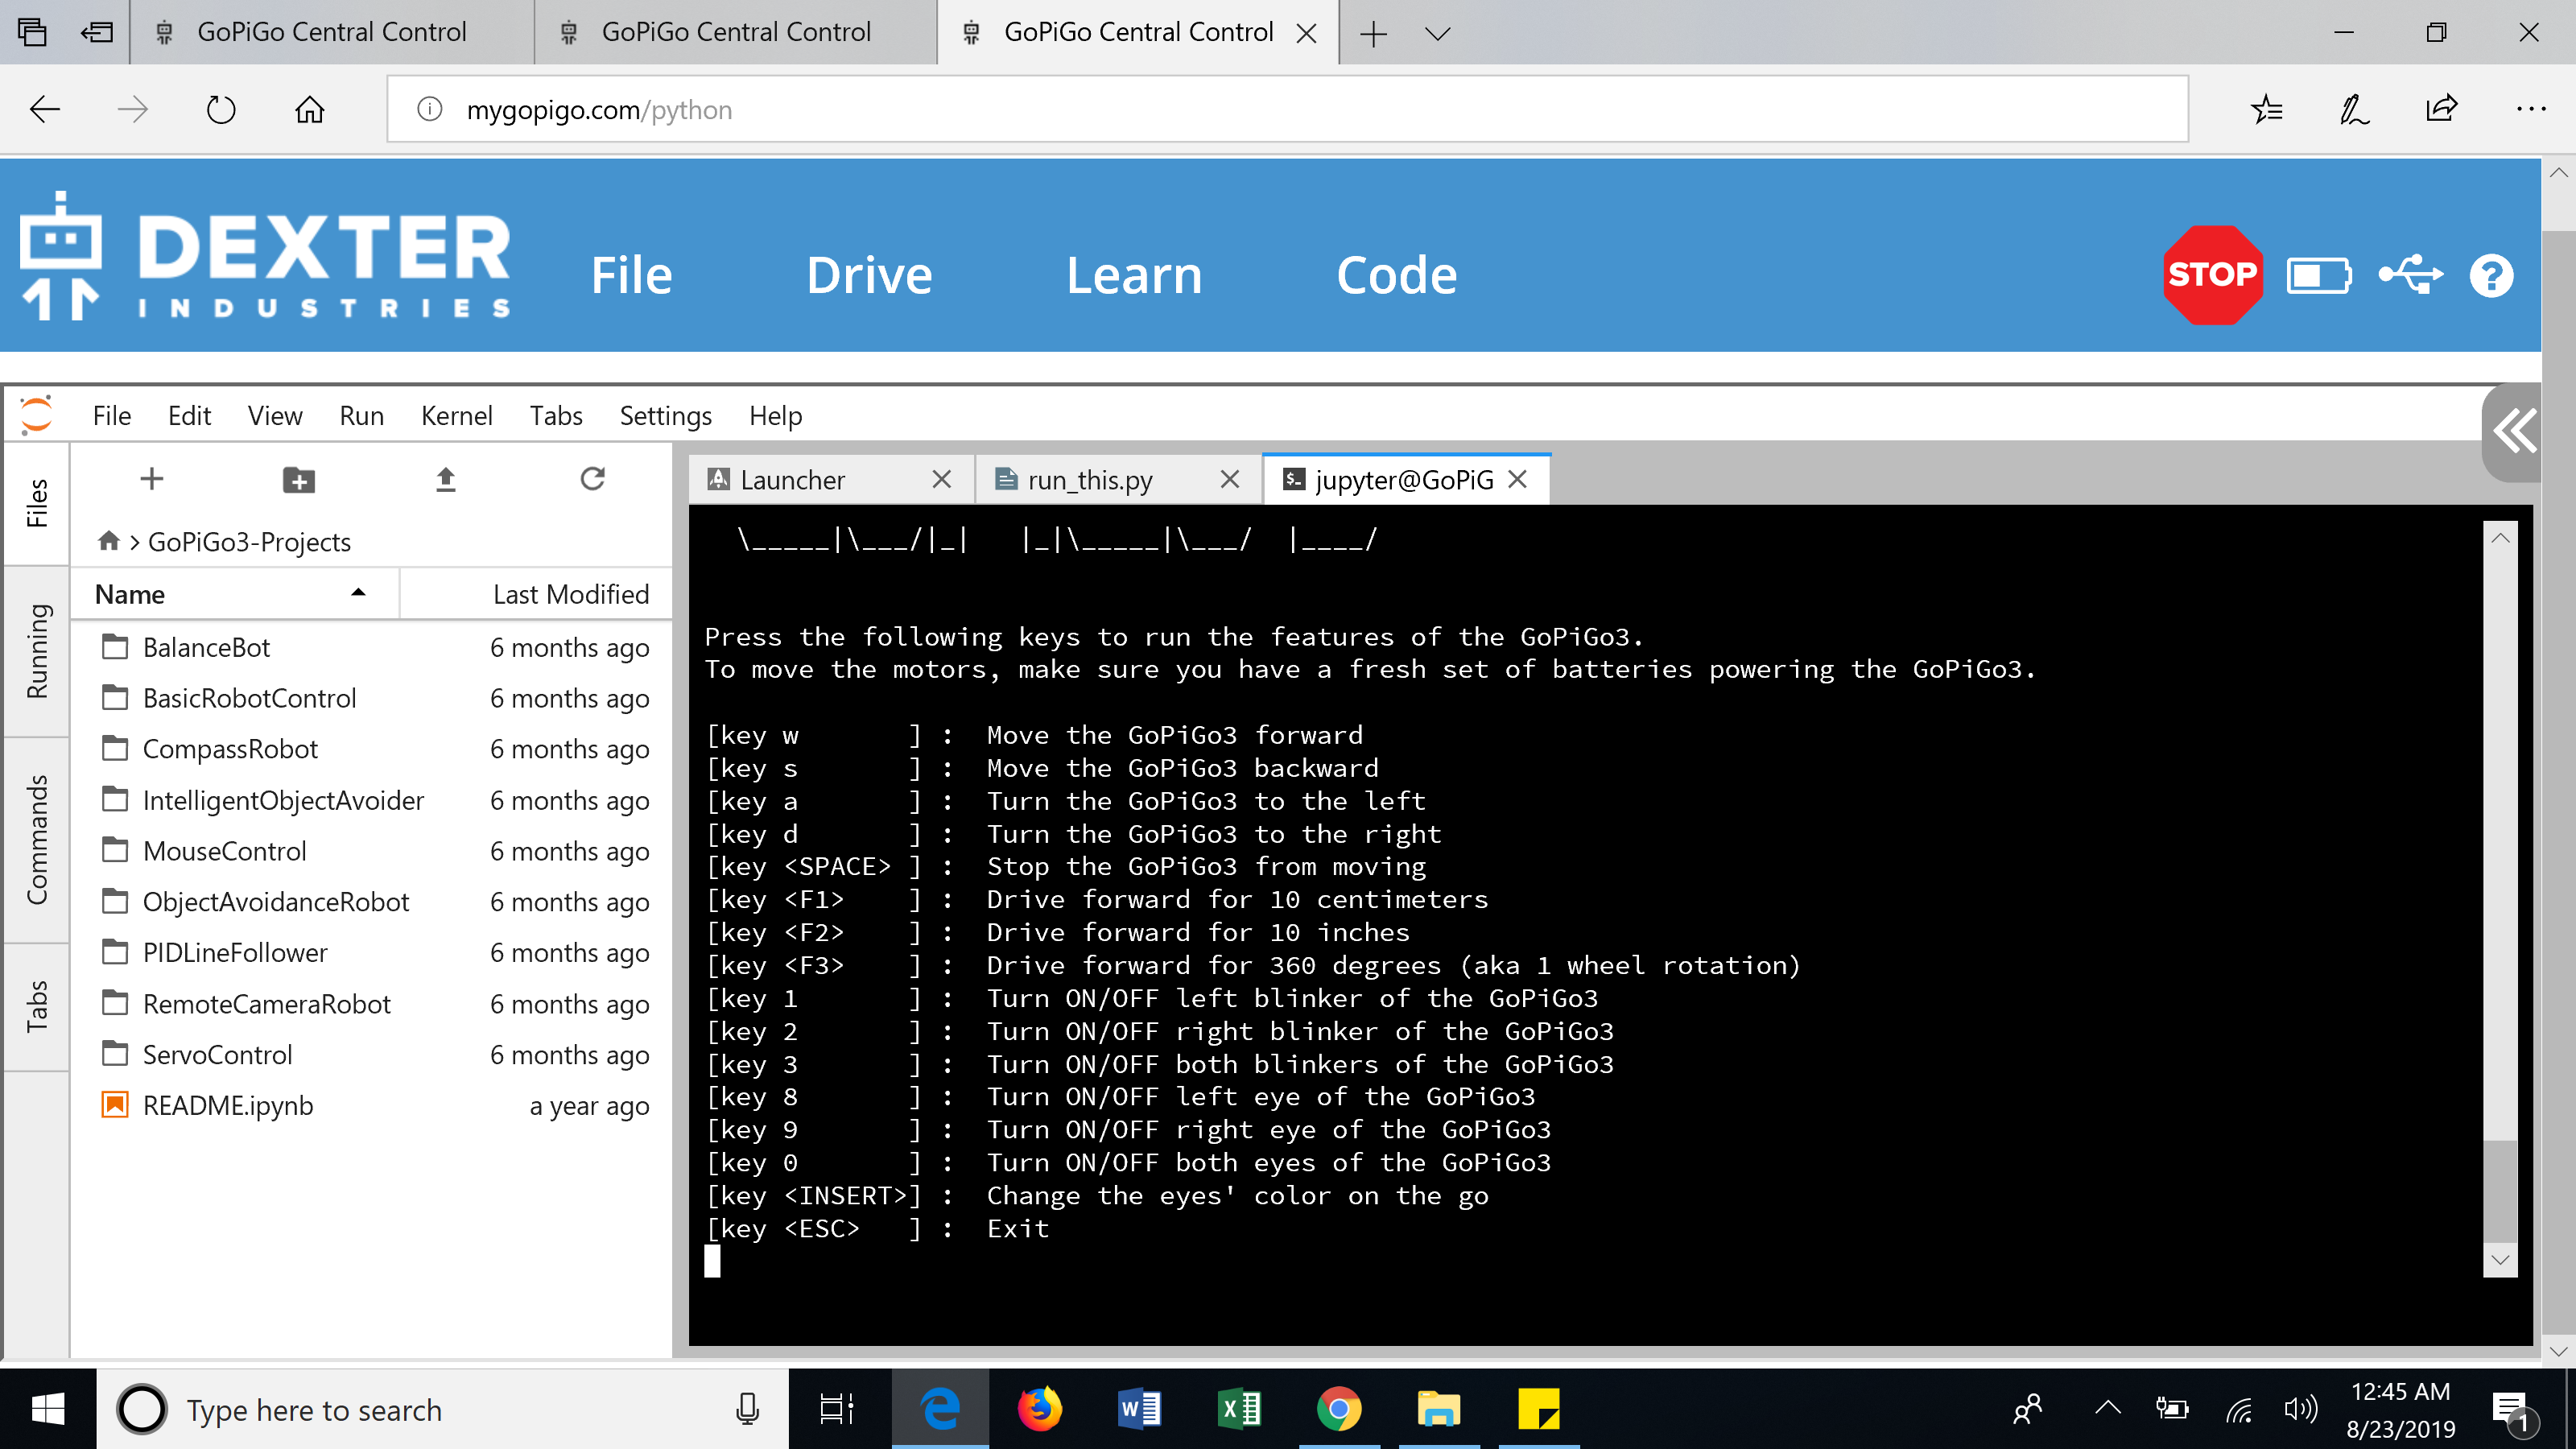 GoPiGo Central Control
GoPiGo Central Control
GoPiGo Central Control
mygopigo.com/python
DEXTER
INDUSTRIES
File Drive Learn Code
STOP
File Edit View Run Kernel Tabs Settings Help
Files
Running
Commands
Tabs
GoPiGo3-Projects
Name Last Modified
BalanceBot 6 months ago
BasicRobotControl 6 months ago
CompassRobot 6 months ago
IntelligentObjectAvoider 6 months ago
MouseControl 6 months ago
ObjectAvoidanceRobot 6 months ago
PIDLineFollower 6 months ago
RemoteCameraRobot 6 months ago
ServoControl 6 months ago
README.ipynb a year ago
Launcher
run_this.py
jupyter@GoPiG
\_____|\___/|_|   |_|\_____|\___/  |____/
Press the following keys to run the features of the GoPiGo3.
To move the motors, make sure you have a fresh set of batteries powering the GoPiGo3.
[key w       ] :  Move the GoPiGo3 forward
[key s       ] :  Move the GoPiGo3 backward
[key a       ] :  Turn the GoPiGo3 to the left
[key d       ] :  Turn the GoPiGo3 to the right
[key <SPACE> ] :  Stop the GoPiGo3 from moving
[key <F1>    ] :  Drive forward for 10 centimeters
[key <F2>    ] :  Drive forward for 10 inches
[key <F3>    ] :  Drive forward for 360 degrees (aka 1 wheel rotation)
[key 1       ] :  Turn ON/OFF left blinker of the GoPiGo3
[key 2       ] :  Turn ON/OFF right blinker of the GoPiGo3
[key 3       ] :  Turn ON/OFF both blinkers of the GoPiGo3
[key 8       ] :  Turn ON/OFF left eye of the GoPiGo3
[key 9       ] :  Turn ON/OFF right eye of the GoPiGo3
[key 0       ] :  Turn ON/OFF both eyes of the GoPiGo3
[key <INSERT>] :  Change the eyes' color on the go
[key <ESC>   ] :  Exit
Type here to search
12:45 AM
8/23/2019
1